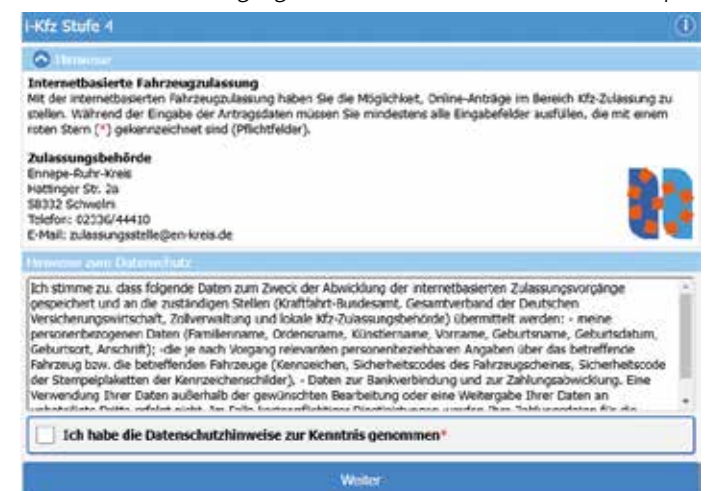 i-Kfz Stufe 4
Hinweise
Internetbasierte Fahrzeugzulassung
Mit der internetbasierten Fahrzeugzulassung haben Sie die Möglichkeit, Online-Anträge im Bereich Kfz-Zulassung zu
stellen. Während der Eingabe der Antragsdaten müssen Sie mindestens alle Eingabefelder ausfüllen, die mit einem
roten Stern (*) gekennzeichnet sind (Pflichtfelder).
Zulassungsbehörde
Ennepe-Ruhr-Kreis
Hattinger Str. 2a
58332 Schwelm
Telefon: 02336/44410
E-Mail: zulassungsstelle@en-kreis.de
Hinweise zum Datenschutz
Ich stimme zu, dass folgende Daten zum Zweck der Abwicklung der internetbasierten Zulassungsvorgänge
gespeichert und an die zuständigen Stellen (Kraftfahrt-Bundesamt, Gesamtverband der Deutschen
Versicherungswirtschaft, Zollverwaltung und lokale Kfz-Zulassungsbehörde) übermittelt werden: - meine
personenbezogenen Daten (Familienname, Ordensname, Künstlername, Vorname, Geburtsname, Geburtsdatum,
Geburtsort, Anschrift); -die je nach Vorgang relevanten personenbeziehbaren Angaben über das betreffende
Fahrzeug bzw. die betreffenden Fahrzeuge (Kennzeichen, Sicherheitscodes des Fahrzeugscheines, Sicherheitscode
der Stempelplaketten der Kennzeichenschilder), - Daten zur Bankverbindung und zur Zahlungsabwicklung. Eine
Verwendung Ihrer Daten außerhalb der gewünschten Bearbeitung oder eine Weitergabe Ihrer Daten an
Ich habe die Datenschutzhinweise zur Kenntnis genommen*
Weiter